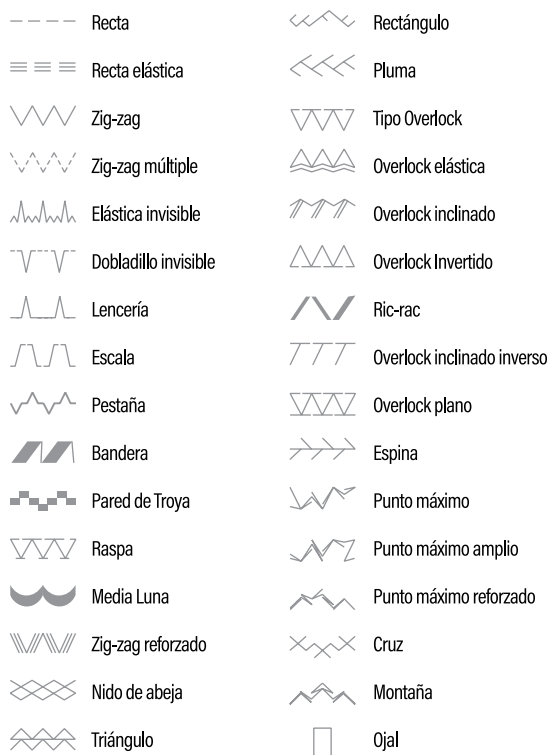 Recta
Recta elástica
Zig-zag
Zig-zag múltiple
Elástica invisible
Dobladillo invisible
Lencería
Escala
Pestaña
Bandera
Pared de Troya
Raspa
Media Luna
Zig-zag reforzado
Nido de abeja
Triángulo
Rectángulo
Pluma
Tipo Overlock
Overlock elástica
Overlock inclinado
Overlock Invertido
Ric-rac
Overlock inclinado inverso
Overlock plano
Espina
Punto máximo
Punto máximo amplio
Punto máximo reforzado
Cruz
Montaña
Ojal